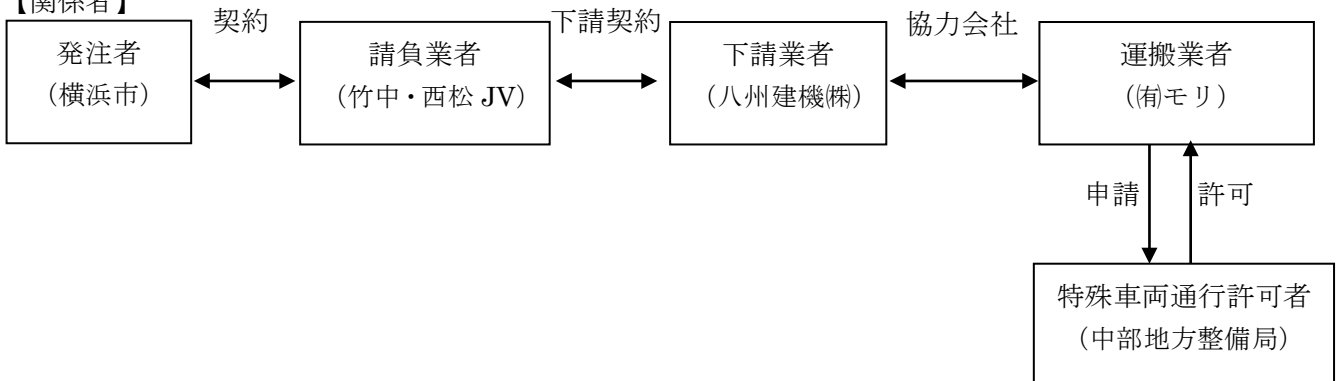 【関係者】
契約
下請契約
協力会社
発注者
（横浜市）
請負業者
（竹中・西松 JV）
下請業者
（八州建機㈱）
運搬業者
（㈲モリ）
申請
許可
特殊車両通行許可者
（中部地方整備局）